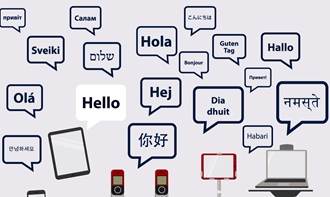 привіт
Салам
こんにちは
Sveiki
שלום
Hola
Guten
Tag
Hallo
Bonjour
Привет!
Olá
Hello
Hej
Dia
dhuit
नमस्ते
안녕하세요
你好
Habari